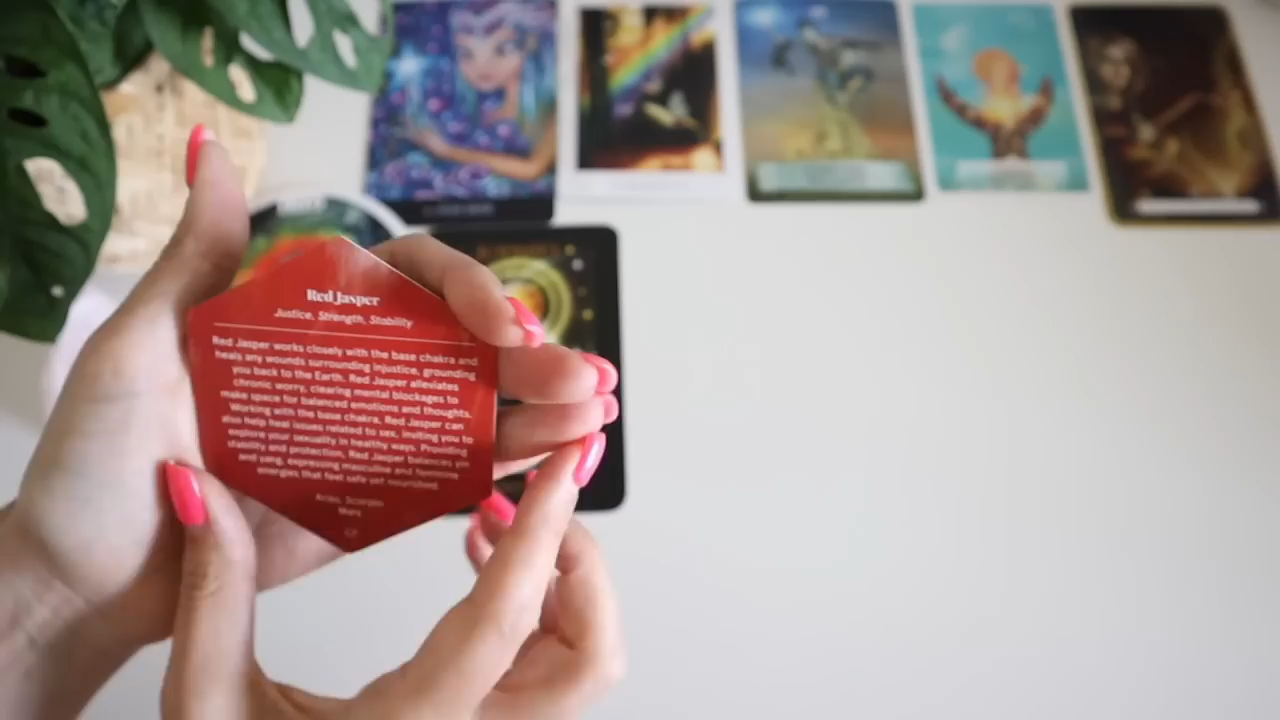 Red Jasper
Justice, Strength, Stability
Red Jasper works closely with the base chakra and
heals any wounds surrounding injustice, grounding
you back to the Earth. Red Jasper alleviates
chronic worry, clearing mental blockages to
make space for balanced emotions and thoughts.
Working with the base chakra, Red Jasper can
also help heal issues related to sex, inviting you to
explore your sexuality in healthy ways. Providing
stability and protection, Red Jasper balances yin
and yang, expressing masculine and feminine
energies that feel safe yet nourished.
Aries, Scorpio
Mars